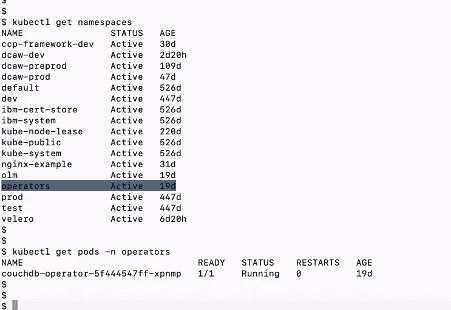 $
$
$ kubectl get namespaces
NAME STATUS AGE
ccp-framework-dev Active 30d
dcaw-dev Active 2d20h
dcaw-preprod Active 109d
dcaw-prod Active 47d
default Active 526d
dev Active 447d
ibm-cert-store Active 526d
ibm-system Active 526d
kube-node-lease Active 220d
kube-public Active 526d
kube-system Active 526d
nginx-example Active 31d
olm Active 19d
operators Active 19d
prod Active 447d
test Active 447d
velero Active 6d20h
$
$
$ kubectl get pods -n operators
NAME READY STATUS RESTARTS AGE
couchdb-operator-5f444547ff-xpnmp 1/1 Running 0 19d
$
$
$